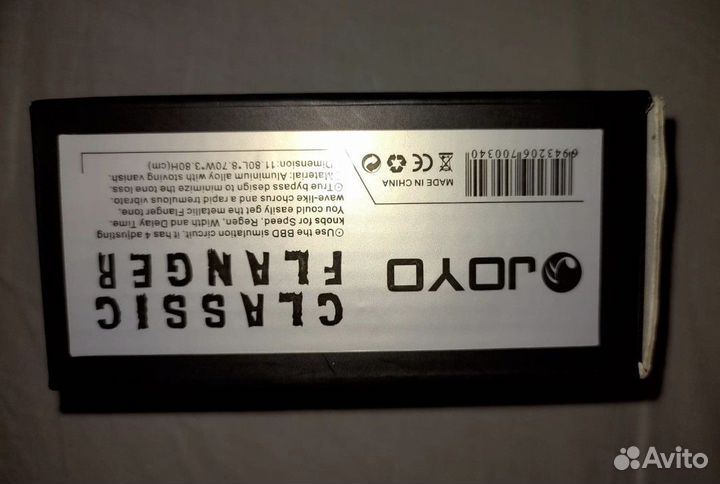 JOYO
CLASSIC
FLANGER
Use the BBD simulation circuit, it has 4 adjusting
knobs for Speed, Regen, Width and Delay Time.
You could easily get the metallic Flanger tone,
wave-like chorus and a rapid tremulous vibrato.
True bypass design to minimize the tone loss.
Material: Aluminium alloy with stoving vanish.
Dimension:11.80L*8.70W*3.80H(cm)
CE
MADE IN CHINA
6943206700340
Avito